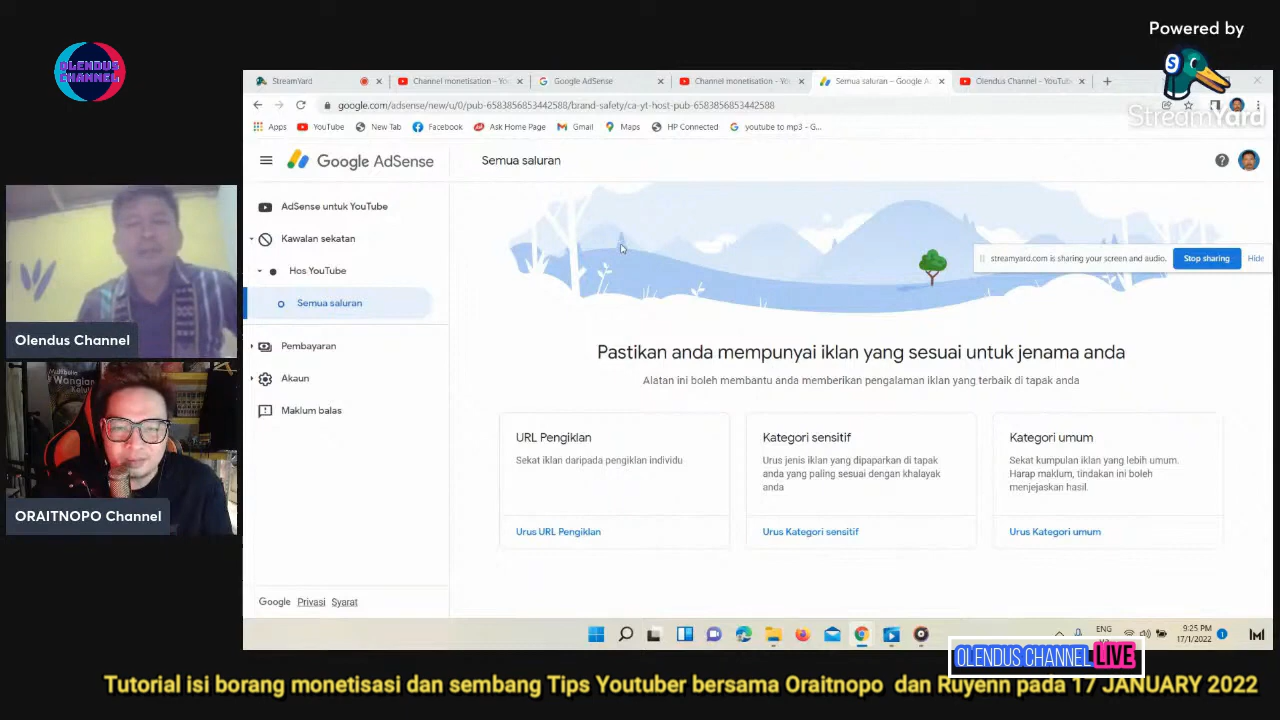 Powered by
StreamYard
OLENDUS
CHANNEL
StreamYard
Channel monetisation - Yo
Google AdSense
Channel monetisation - Yo
Semua saluran – Google A
Olendus Channel - YouTub
google.com/adsense/new/u/0/pub-6583856853442588/brand-safety/ca-yt-host-pub-6583856853442588
Apps
YouTube
New Tab
Facebook
Ask Home Page
Gmail
Maps
HP Connected
youtube to mp3 - G...
Google AdSense
Semua saluran
AdSense untuk YouTube
Kawalan sekatan
Hos YouTube
Semua saluran
Pembayaran
Akaun
Maklum balas
Google Privasi Syarat
streamyard.com is sharing your screen and audio.
Stop sharing
Hide
Pastikan anda mempunyai iklan yang sesuai untuk jenama anda
Alatan ini boleh membantu anda memberikan pengalaman iklan yang terbaik di tapak anda
URL Pengiklan
Sekat iklan daripada pengiklan individu
Urus URL Pengiklan
Kategori sensitif
Urus jenis iklan yang dipaparkan di tapak
anda yang paling sesuai dengan khalayak
anda
Urus Kategori sensitif
Kategori umum
Sekat kumpulan iklan yang lebih umum.
Harap maklum, tindakan ini boleh
menjejaskan hasil.
Urus Kategori umum
Olendus Channel
ORAITNOPO Channel
ENG
9:25 PM
17/1/2022
1
OLENDUS CHANNEL LIVE
Tutorial isi borang monetisasi dan sembang Tips Youtuber bersama Oraitnopo dan Ruyenn pada 17 JANUARY 2022